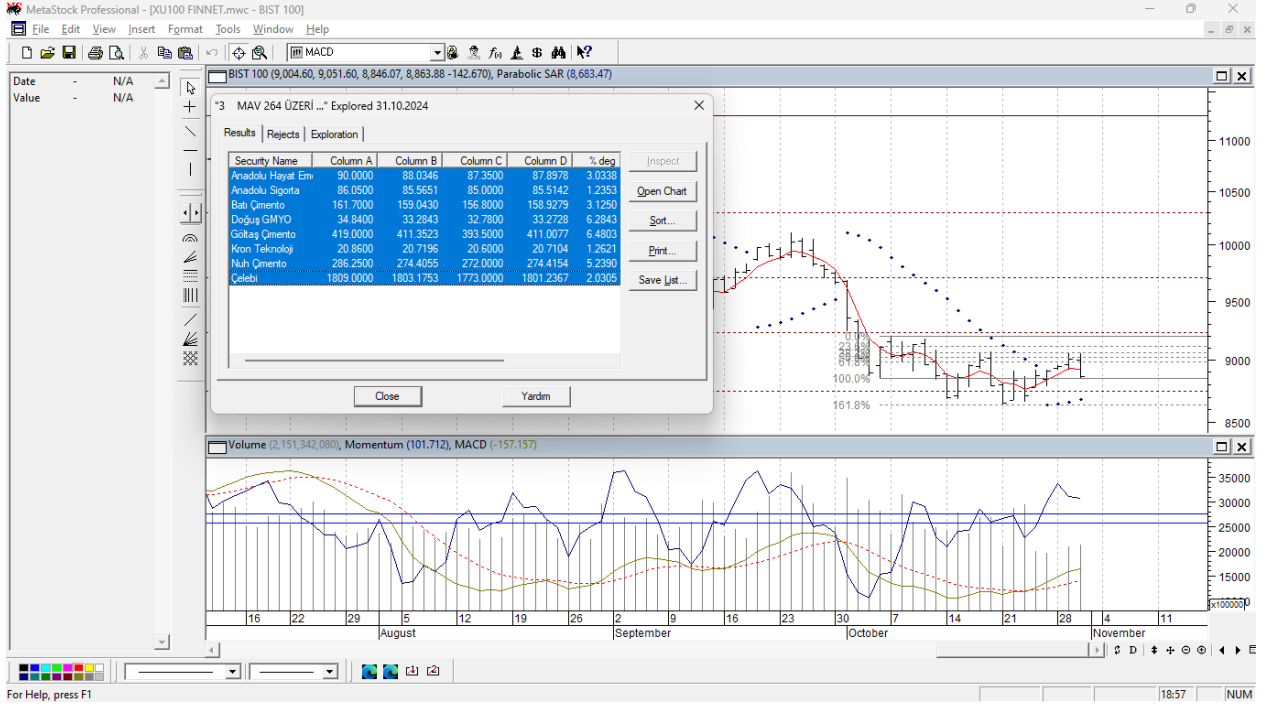 MetaStock Professional - [XU100 FINNET.mwc - BIST 100]
File Edit View Insert Format Tools Window Help
MACD
Date - N/A
Value - N/A
BIST 100 (9,004.60, 9,051.60, 8,846.07, 8,863.88 -142.670), Parabolic SAR (8,683.47)
"3 MAV 264 ÜZERİ ..." Explored 31.10.2024
Results Rejects Exploration
Security Name Column A Column B Column C Column D % deg
Anadolu Hayat Em 90.0000 88.0346 87.3500 87.8978 3.0338
Anadolu Sigorta 86.0500 85.5651 85.0000 85.5142 1.2353
Batı Çimento 161.7000 159.0430 156.8000 158.9279 3.1250
Doğuş GMYO 34.8400 33.2843 32.7800 33.2728 6.2843
Göltaş Çimento 419.0000 411.3523 393.5000 411.0077 6.4803
Kron Teknoloji 20.8600 20.7196 20.6000 20.7104 1.2621
Nuh Çimento 286.2500 274.4055 272.0000 274.4154 5.2390
Çelebi 1809.0000 1803.1753 1773.0000 1801.2367 2.0305
Inspect
Open Chart
Sort...
Print...
Save List...
Close Yardım
11000
10500
10000
9500
9000
8500
0.0%
61.8%
100.0%
161.8%
Volume (2,151,342,080), Momentum (101.712), MACD (-157.157)
35000
30000
25000
20000
15000
x100000
16 22 29 5 12 19 26 2 9 16 23 30 7 14 21 28 4 11
August September October November
D
For Help, press F1
18:57 NUM